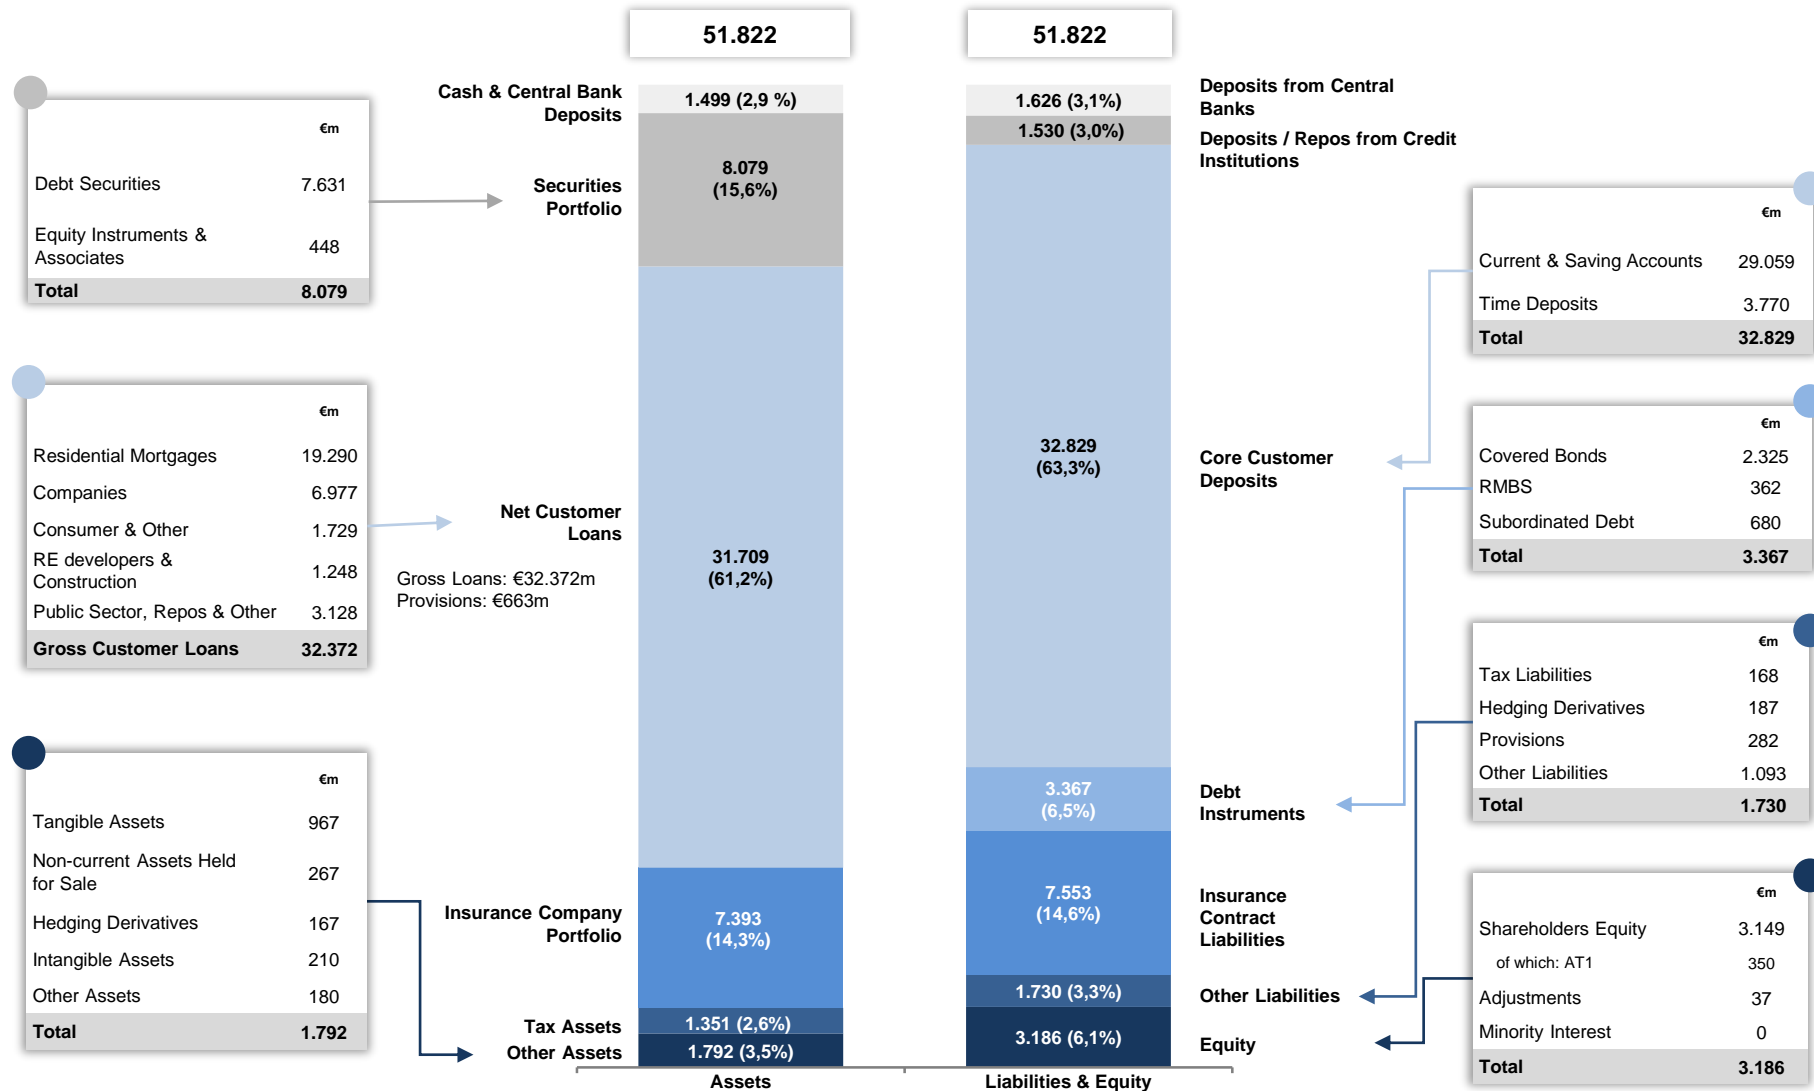 51.822
51.822
€m
Debt Securities 7.631
Equity Instruments &
Associates 448
Total 8.079
€m
Residential Mortgages 19.290
Companies 6.977
Consumer & Other 1.729
RE developers &
Construction 1.248
Public Sector, Repos & Other 3.128
Gross Customer Loans 32.372
€m
Tangible Assets 967
Non-current Assets Held
for Sale 267
Hedging Derivatives 167
Intangible Assets 210
Other Assets 180
Total 1.792
Cash & Central Bank
Deposits
Securities
Portfolio
Net Customer
Loans
Gross Loans: €32.372m
Provisions: €663m
Insurance Company
Portfolio
Tax Assets
Other Assets
1.499 (2,9 %)
8.079
(15,6%)
31.709
(61,2%)
7.393
(14,3%)
1.351 (2,6%)
1.792 (3,5%)
Assets
1.626 (3,1%)
1.530 (3,0%)
32.829
(63,3%)
3.367
(6,5%)
7.553
(14,6%)
1.730 (3,3%)
3.186 (6,1%)
Liabilities & Equity
Deposits from Central
Banks
Deposits / Repos from Credit
Institutions
Core Customer
Deposits
Debt
Instruments
Insurance
Contract
Liabilities
Other Liabilities
Equity
€m
Current & Saving Accounts 29.059
Time Deposits 3.770
Total 32.829
€m
Covered Bonds 2.325
RMBS 362
Subordinated Debt 680
Total 3.367
€m
Tax Liabilities 168
Hedging Derivatives 187
Provisions 282
Other Liabilities 1.093
Total 1.730
€m
Shareholders Equity 3.149
of which: AT1 350
Adjustments 37
Minority Interest 0
Total 3.186